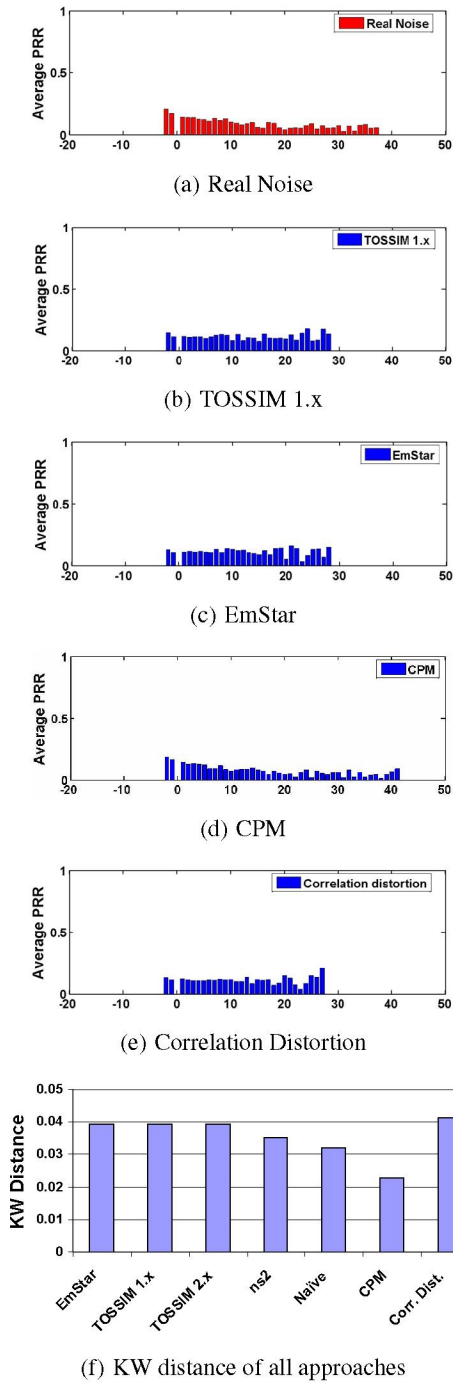 Real Noise
Average PRR
1
0.5
0
-20 -10 0 10 20 30 40 50
(a) Real Noise
TOSSIM 1.x
Average PRR
1
0.5
0
-20 -10 0 10 20 30 40 50
(b) TOSSIM 1.x
EmStar
Average PRR
1
0.5
0
-20 -10 0 10 20 30 40 50
(c) EmStar
CPM
Average PRR
1
0.5
0
-20 -10 0 10 20 30 40 50
(d) CPM
Correlation distortion
Average PRR
1
0.5
0
-20 -10 0 10 20 30 40 50
(e) Correlation Distortion
KW Distance
0.05
0.04
0.03
0.02
0.01
0
EmStar
TOSSIM 1.x
TOSSIM 2.x
ns2
Naïve
CPM
Corr. Dist.
(f) KW distance of all approaches